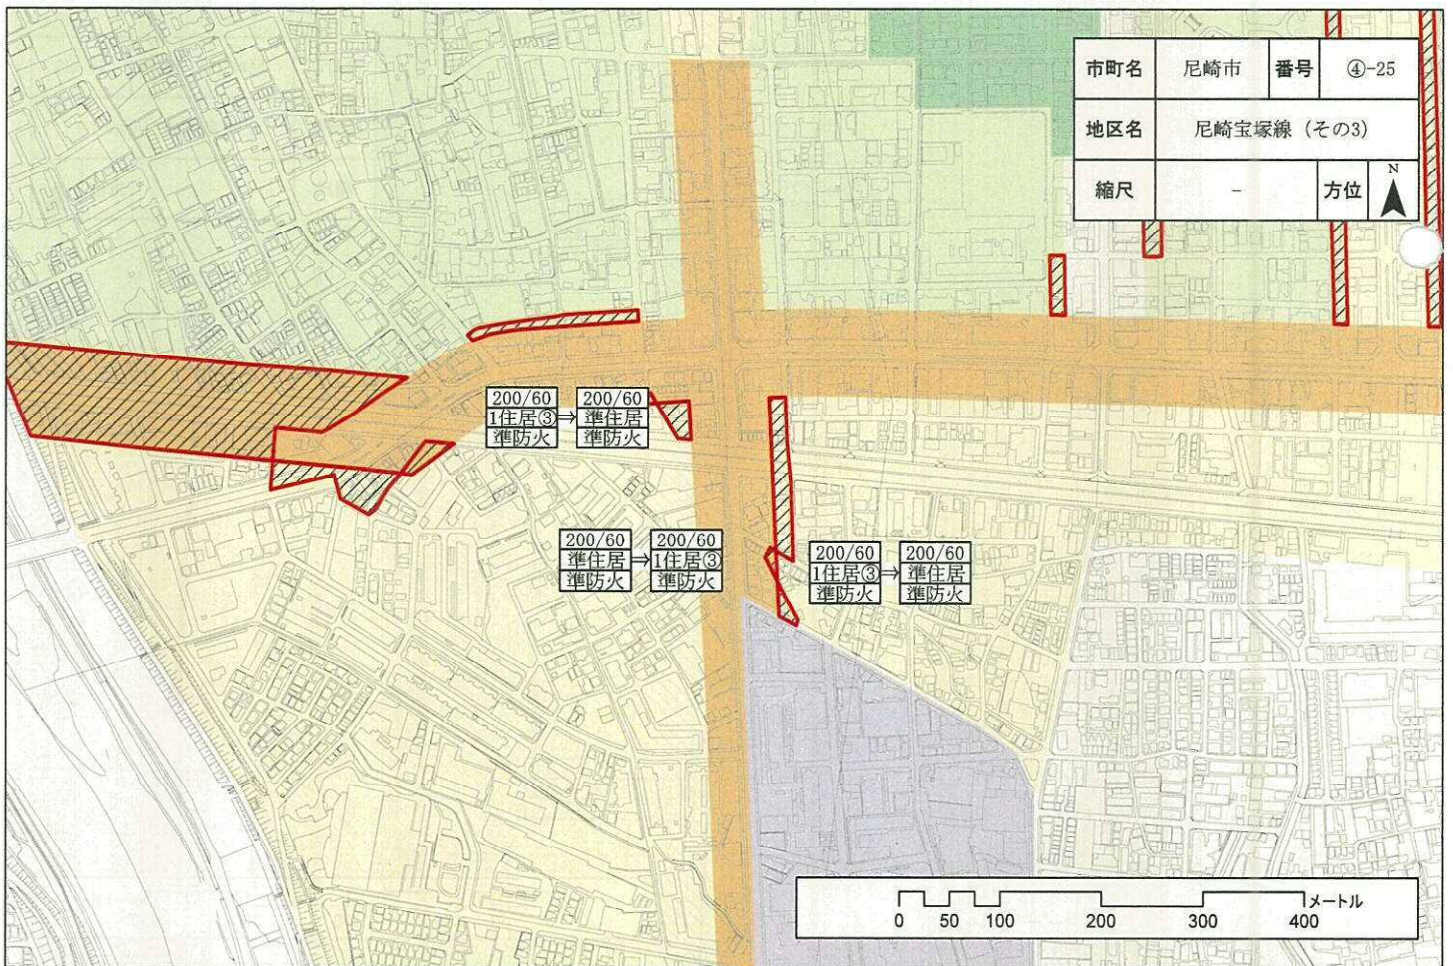 市町名 尼崎市 番号 ④-25
地区名 尼崎宝塚線（その3）
縮尺 - 方位 N
200/60 ⇒ 200/60
1住居③ 準住居
準防火 準防火
200/60 ⇒ 200/60
準住居 1住居③
準防火 準防火
200/60 → 200/60
1住居③ 準住居
準防火 準防火
メートル
0 50 100 200 300 400